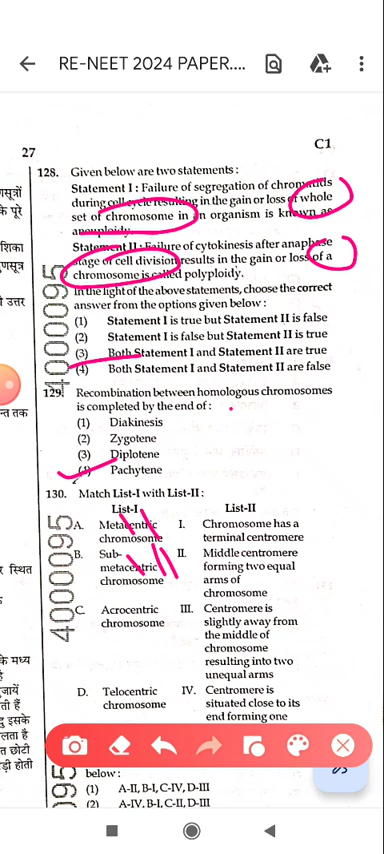 RE-NEET 2024 PAPER....
27
C1
128. Given below are two statements :
Statement I : Failure of segregation of chromatids
during cell cycle resulting in the gain or loss of whole
set of chromosome in an organism is known as
aneuploidy.
Statement II : Failure of cytokinesis after anaphase
stage of cell division results in the gain or loss of a
chromosome is called polyploidy.
In the light of the above statements, choose the correct
answer from the options given below :
(1) Statement I is true but Statement II is false
(2) Statement I is false but Statement II is true
(3) Both Statement I and Statement II are true
(4) Both Statement I and Statement II are false
129. Recombination between homologous chromosomes
is completed by the end of :
(1) Diakinesis
(2) Zygotene
(3) Diplotene
(4) Pachytene
130. Match List-I with List-II :
List-I List-II
A. Metacentric I. Chromosome has a
chromosome terminal centromere
B. Sub- II. Middle centromere
metacentric forming two equal
chromosome arms of
chromosome
C. Acrocentric III. Centromere is
chromosome slightly away from
the middle of
chromosome
resulting into two
unequal arms
D. Telocentric IV. Centromere is
chromosome situated close to its
end forming one
below :
(1) A-II, B-I, C-IV, D-III
(2) A-IV, B-I, C-II, D-III
4000095
4000095
095
के पूरे
उत्तर
न्त तक
स्थित
के मध्य
ती हैं
दु इसके
लता है
त छोटी
ड़ी होती